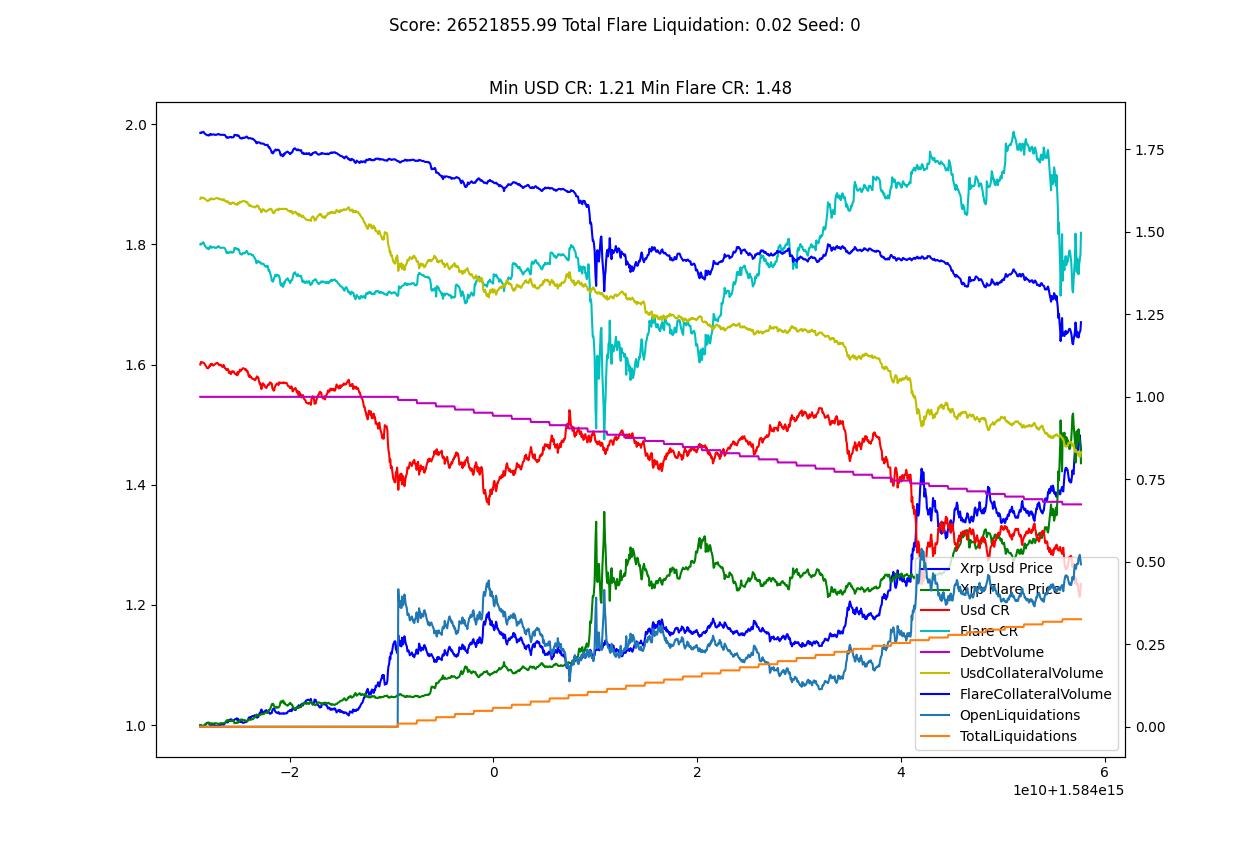 Score: 26521855.99 Total Flare Liquidation: 0.02 Seed: 0
Min USD CR: 1.21 Min Flare CR: 1.48
2.0
1.8
1.6
1.4
1.2
1.0
1.75
1.50
1.25
1.00
0.75
0.50
0.25
0.00
Xrp Usd Price
Xrp Flare Price
Usd CR
Flare CR
DebtVolume
UsdCollateralVolume
FlareCollateralVolume
OpenLiquidations
TotalLiquidations
−2
0
2
4
6
1e10+1.584e15